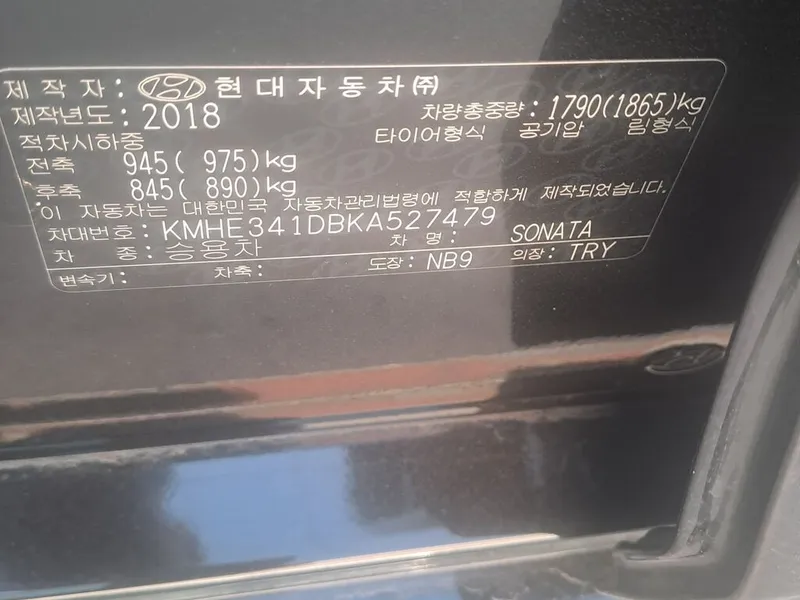 제 작 자 : 현대자동차(주)
제작년도 : 2018 차량총중량 : 1790(1865)kg
적차시하중 타이어형식 공기압 림형식
전축 945( 975)kg
후축 845( 890)kg
이 자동차는 대한민국 자동차관리법령에 적합하게 제작되었습니다.
차대번호 : KMHE341DBKA527479
차 종 : 승용차 차 명 : SONATA
변속기 : 차축 : 도장 : NB9 의장 : TRY